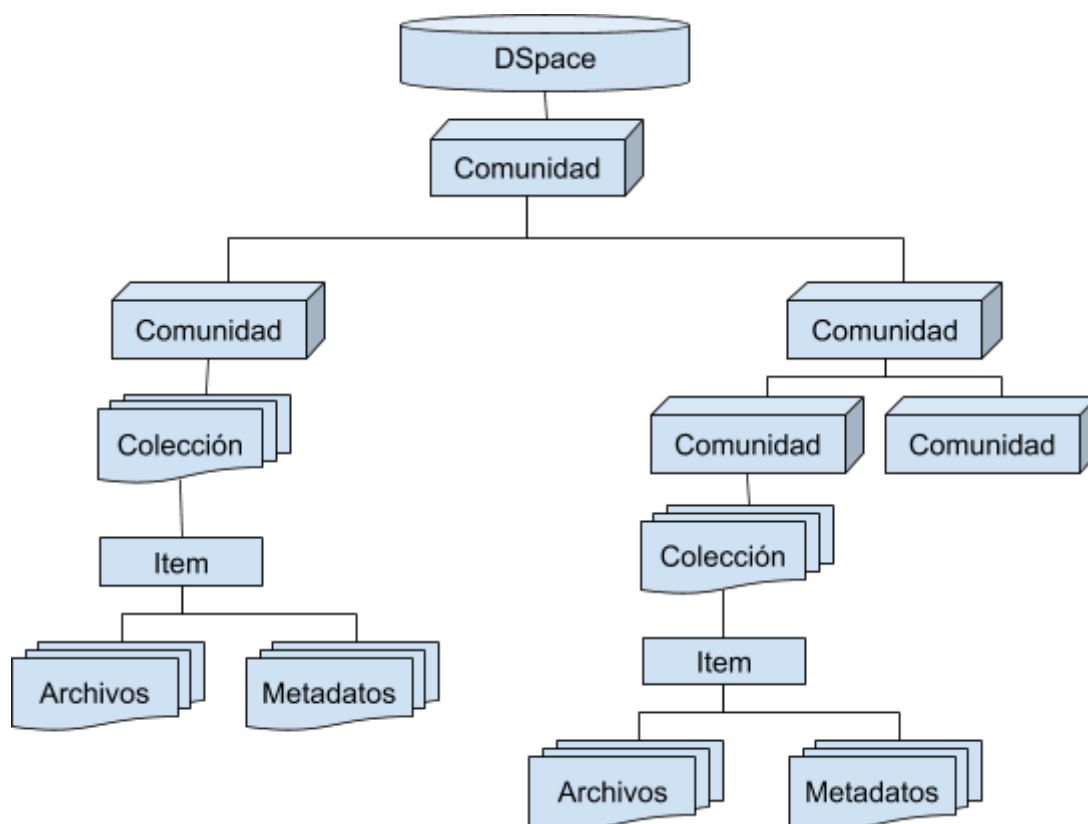 DSpace
Comunidad
Comunidad
Comunidad
Comunidad
Comunidad
Colección
Colección
Item
Item
Archivos
Metadatos
Archivos
Metadatos